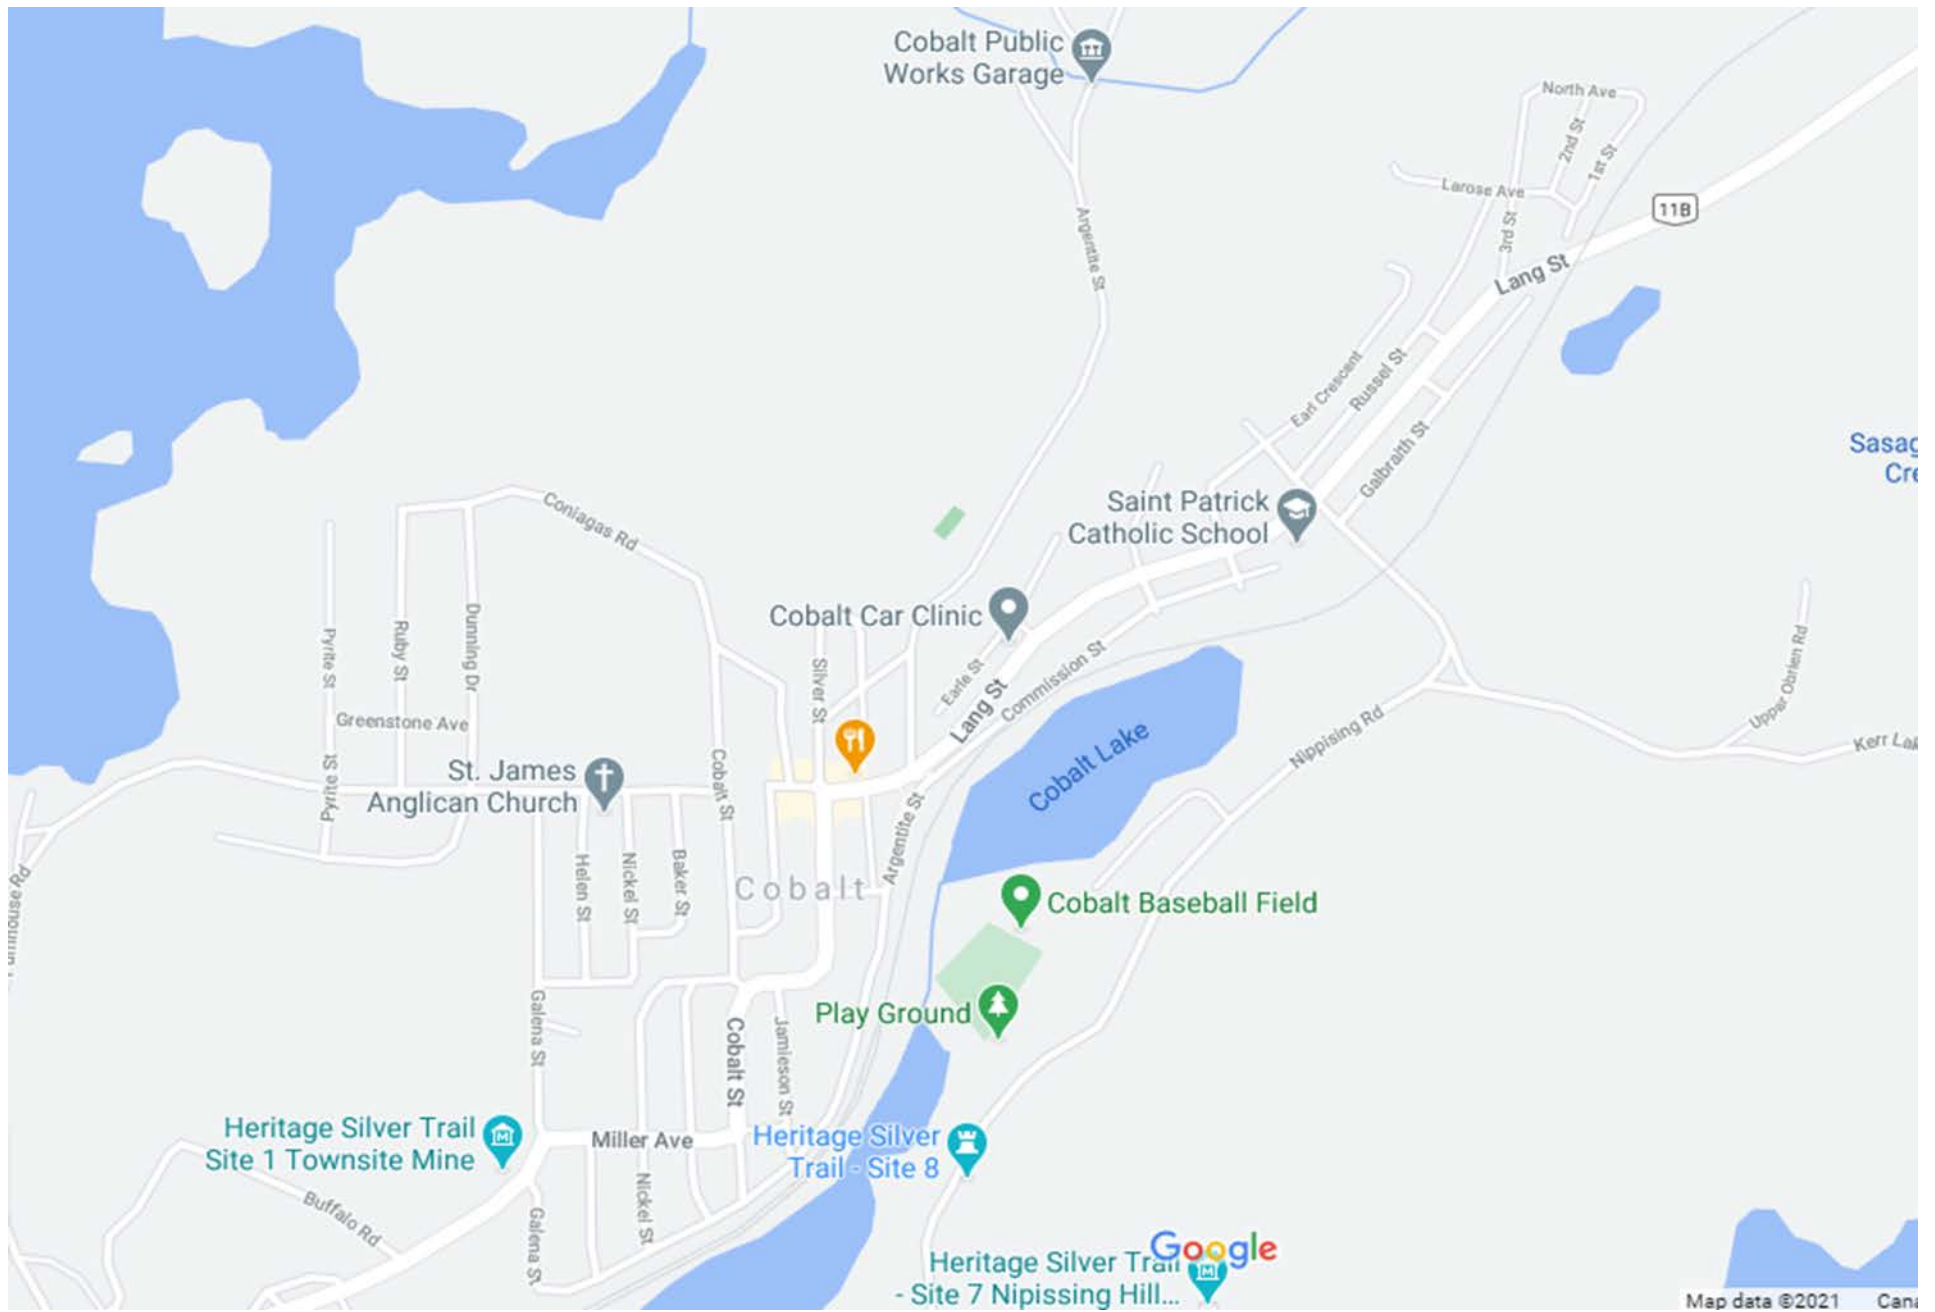 Cobalt Public
Works Garage
North Ave
2nd St
1st St
Larose Ave
3rd St
11B
Lang St
Argentite St
Earl Crescent
Russel St
Galbraith St
Sasag
Cre
Saint Patrick
Catholic School
Coniagas Rd
Cobalt Car Clinic
Pyrite St
Ruby St
Dunning Dr
Silver St
Earle St
Lang St
Commission St
Upper Obrien Rd
Greenstone Ave
Cobalt Lake
Nippising Rd
Kerr Lak
Pyrite St
St. James
Anglican Church
Cobalt St
Argentite St
Helen St
Nickel St
Baker St
Cobalt
Cobalt Baseball Field
Play Ground
Galena St
Cobalt St
Jamieson St
Heritage Silver Trail
Site 1 Townsite Mine
Miller Ave
Heritage Silver
Trail - Site 8
Buffalo Rd
Galena St
Nickel St
Google
Heritage Silver Trail
- Site 7 Nipissing Hill...
Map data ©2021
Cana